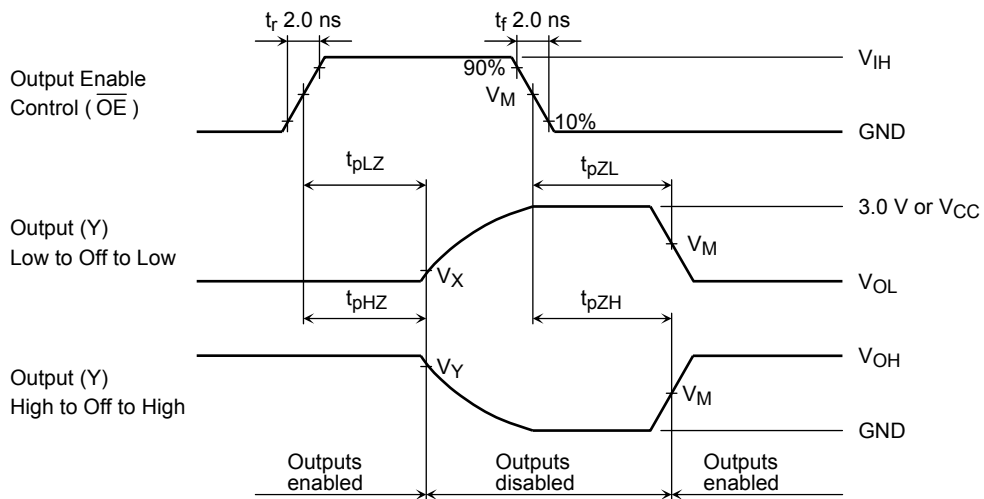 tr 2.0 ns
tf 2.0 ns
Output Enable
Control ( OE )
90%
VM
10%
VIH
GND
tpLZ
tpZL
Output (Y)
Low to Off to Low
VX
VM
3.0 V or VCC
VOL
tpHZ
tpZH
Output (Y)
High to Off to High
VY
VM
VOH
GND
Outputs
enabled
Outputs
disabled
Outputs
enabled